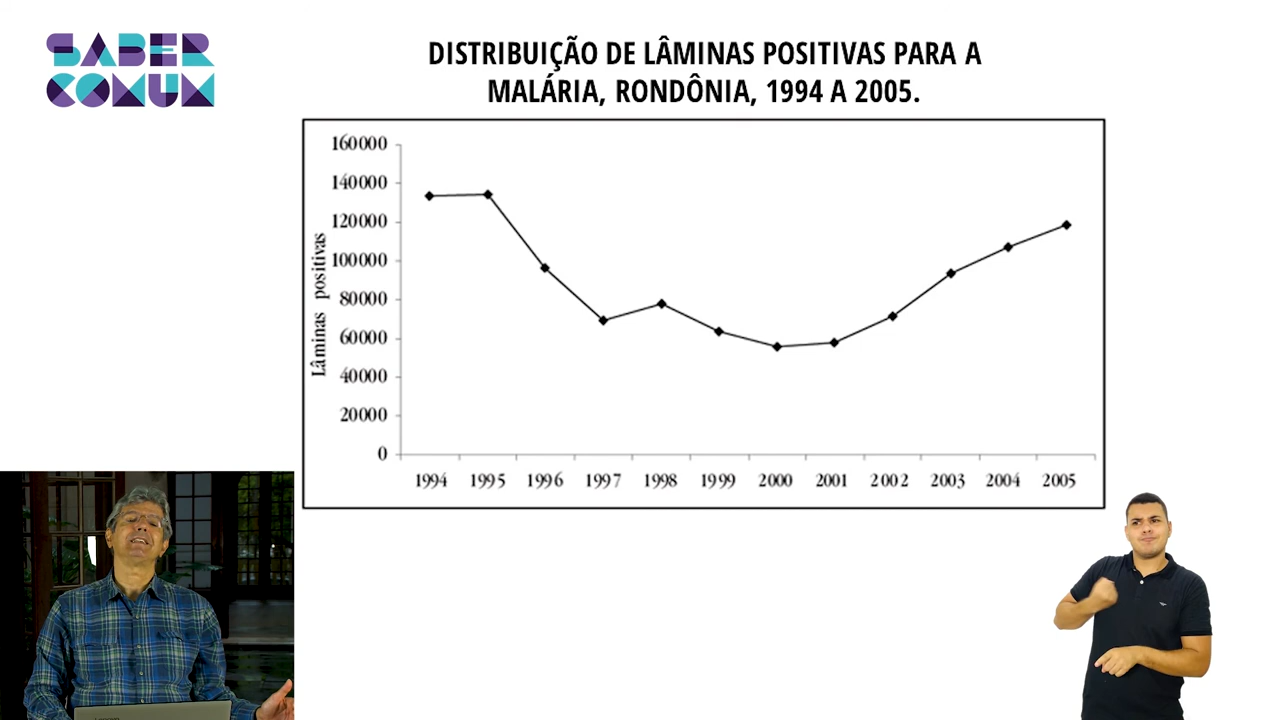 SABER
COMUM
DISTRIBUIÇÃO DE LÂMINAS POSITIVAS PARA A
MALÁRIA, RONDÔNIA, 1994 A 2005.
160000
140000
120000
100000
80000
60000
40000
20000
0
Lâminas positivas
1994 1995 1996 1997 1998 1999 2000 2001 2002 2003 2004 2005